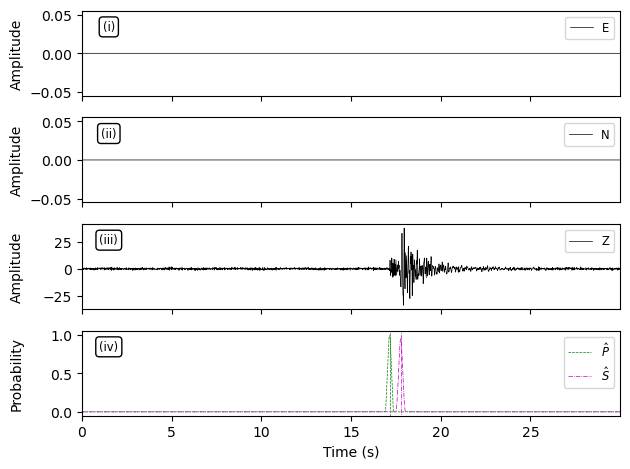 0.05
(i)
E
Amplitude
0.00
−0.05
0.05
(ii)
N
Amplitude
0.00
−0.05
(iii)
Z
25
Amplitude
0
−25
1.0
(iv)
P̂
Probability
0.5
Ŝ
0.0
0 5 10 15 20 25
Time (s)